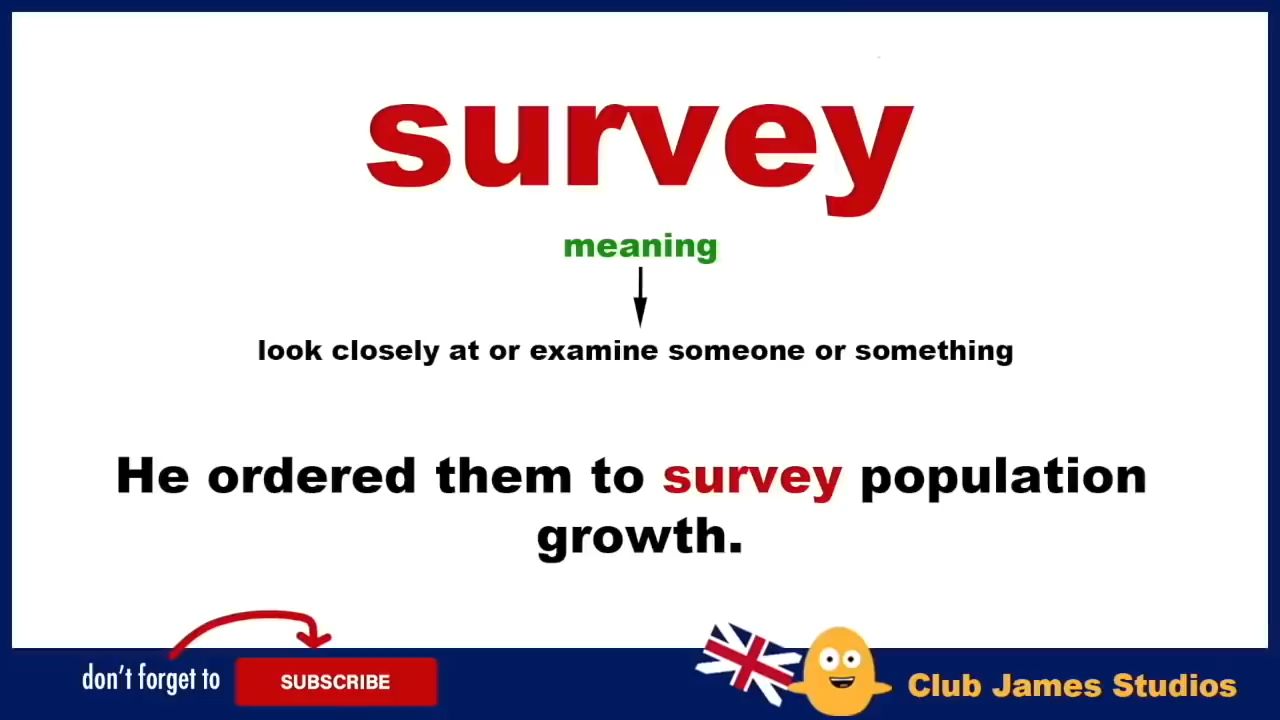 survey
meaning
look closely at or examine someone or something
He ordered them to survey population
growth.
don't forget to
SUBSCRIBE
Club James Studios